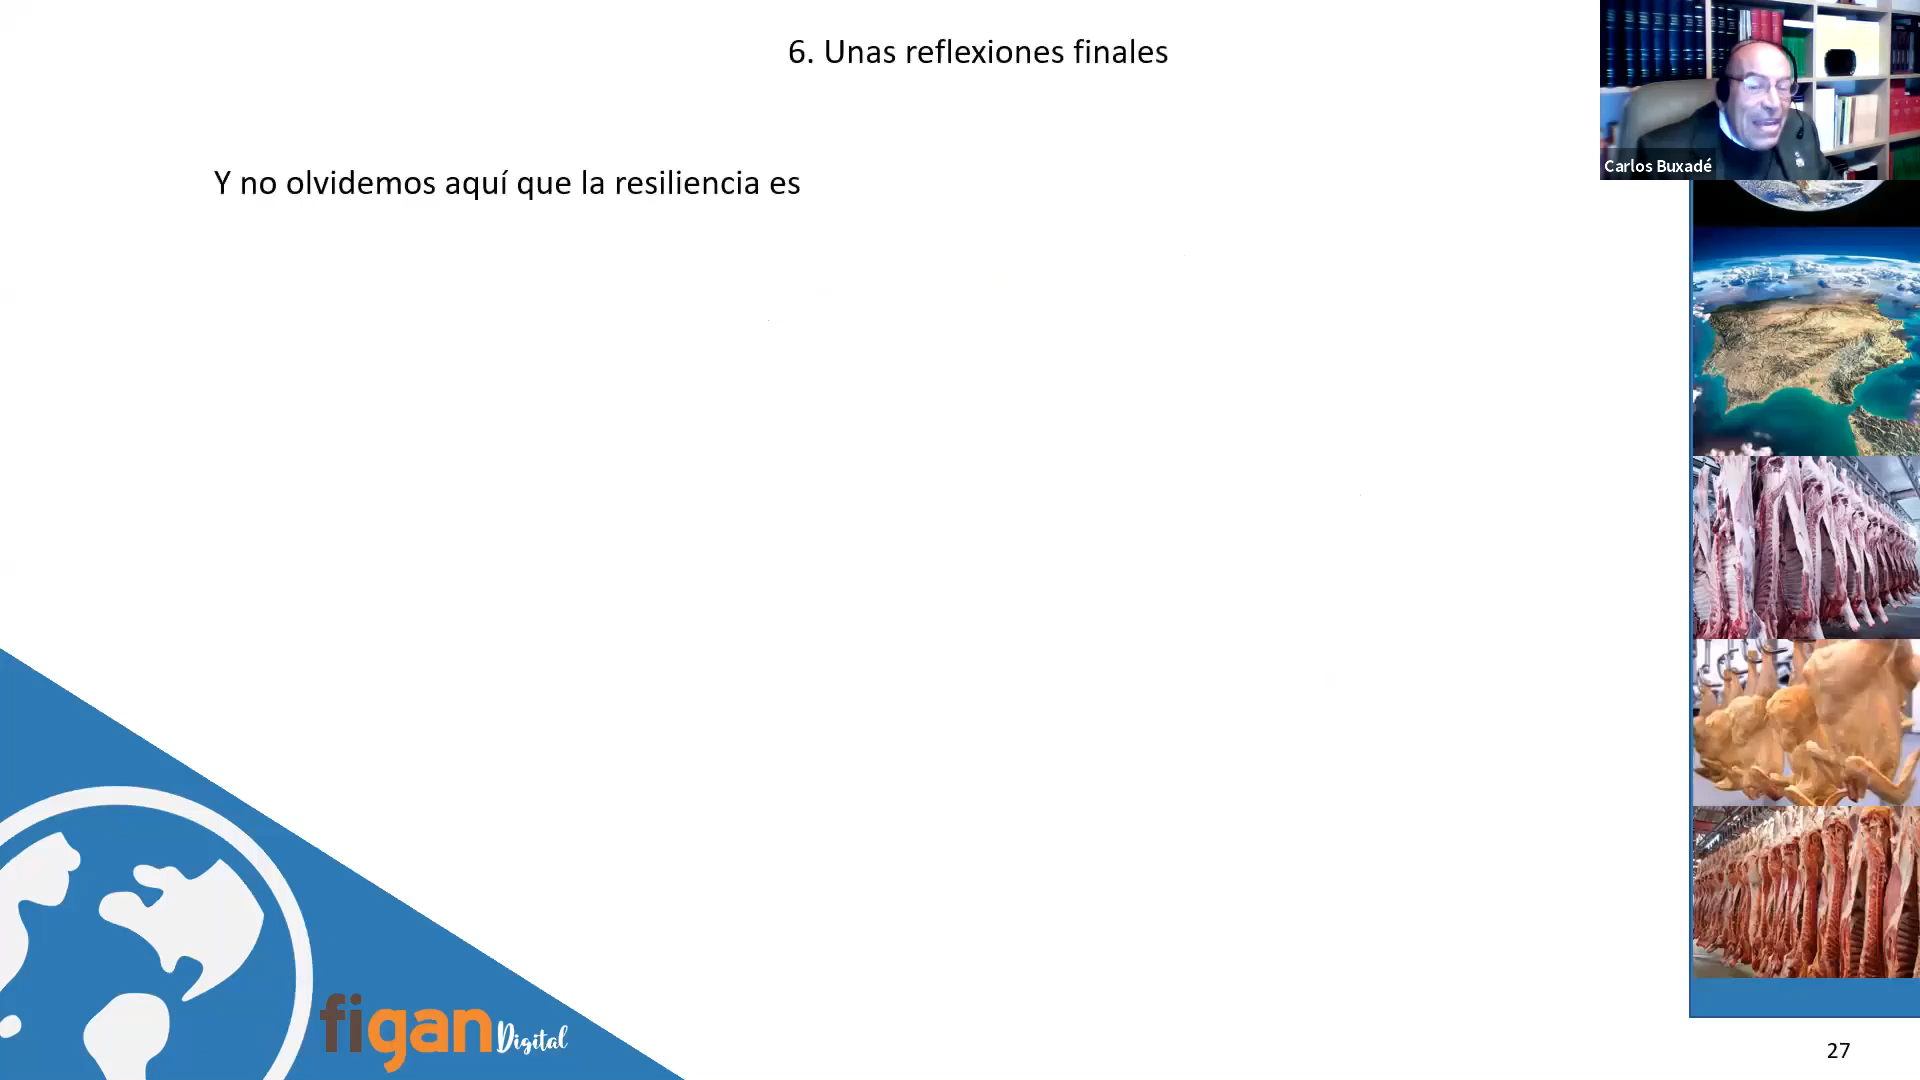 6. Unas reflexiones finales
Carlos Buxadé
Y no olvidemos aquí que la resiliencia es
figan Digital
27